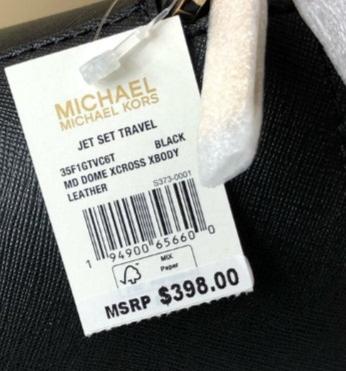 MICHAEL
MICHAEL KORS
JET SET TRAVEL
35F1GTVC6T BLACK
MD DOME XCROSS XBODY
LEATHER
S373-0001
1 94900 65660 0
MIX
Paper
FSC
MSRP $398.00